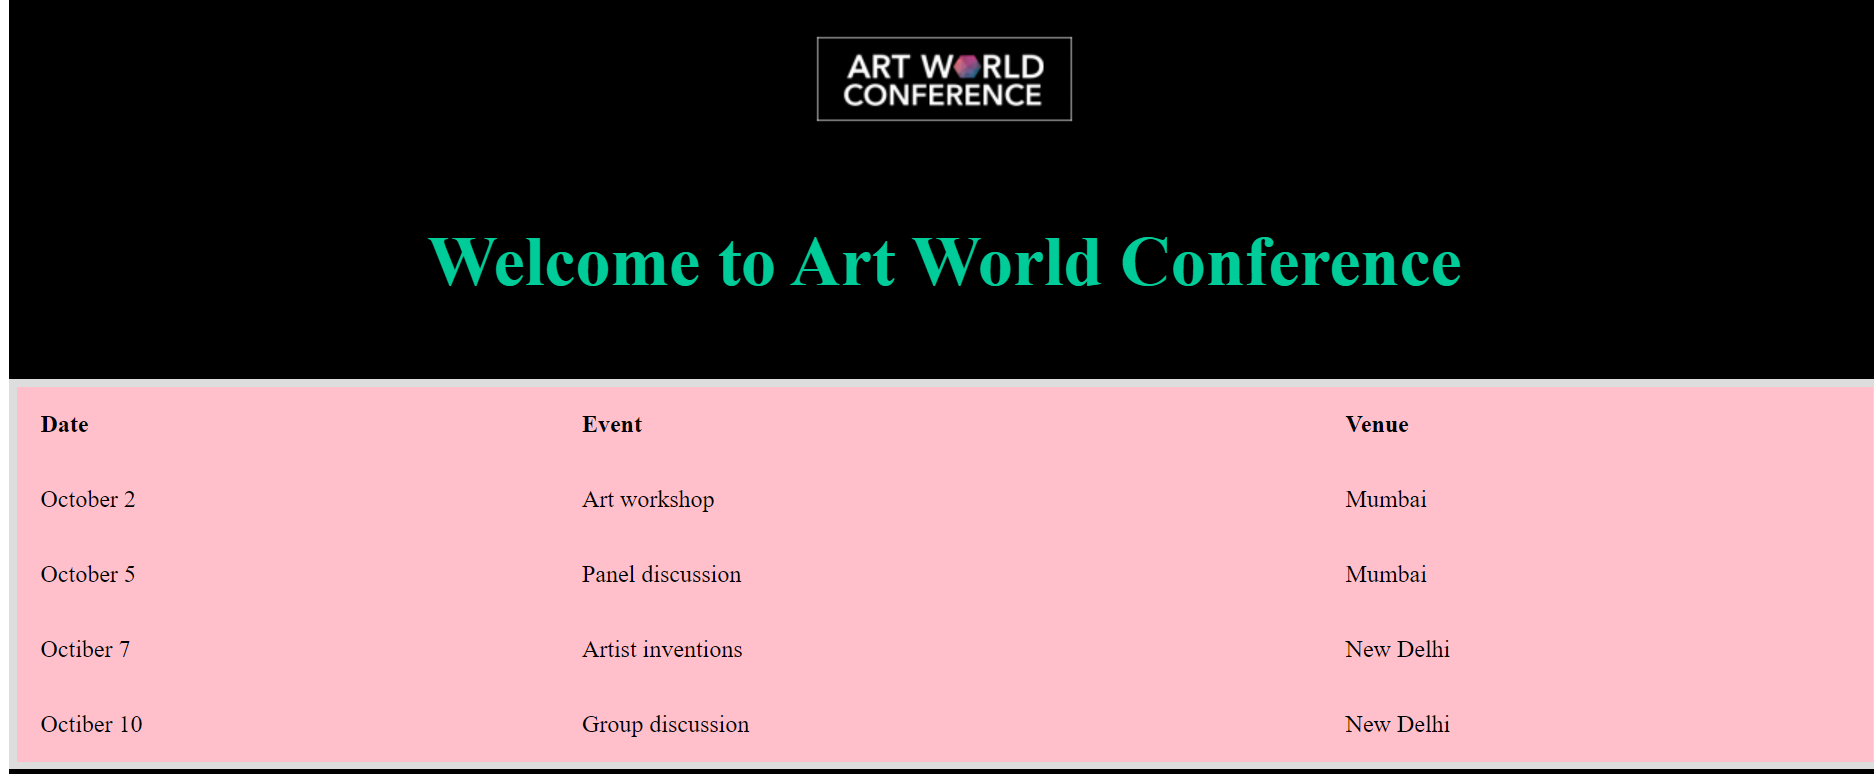 ART WORLD
CONFERENCE
Welcome to Art World Conference
Date Event Venue
October 2 Art workshop Mumbai
October 5 Panel discussion Mumbai
Octiber 7 Artist inventions New Delhi
Octiber 10 Group discussion New Delhi